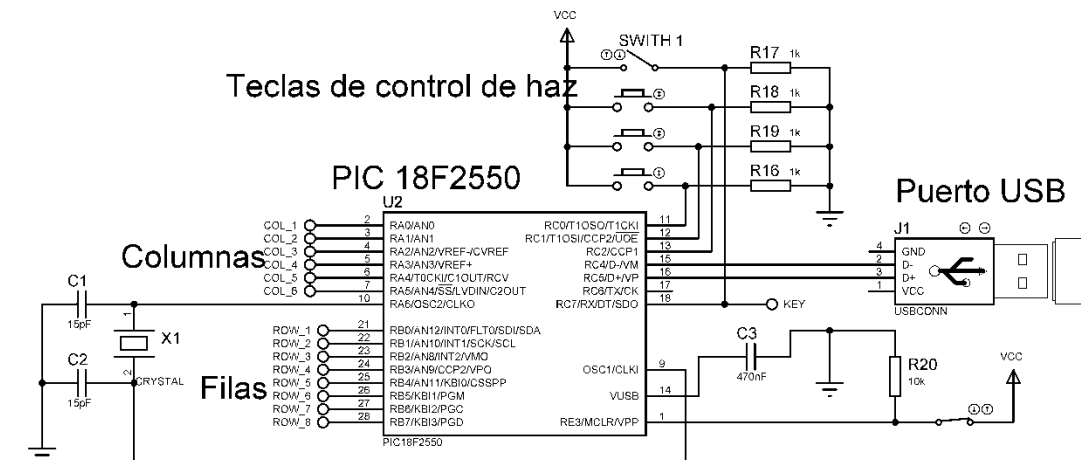 VCC
SWITH 1
R17 1k
Teclas de control de haz
R18 1k
R19 1k
R16 1k
PIC 18F2550
Puerto USB
U2
J1
COL_1 2 RA0/AN0 RC0/T1OSO/T1CKI 11
COL_2 3 RA1/AN1 RC1/T1OSI/CCP2/UOE 12
COL_3 4 RA2/AN2/VREF-/CVREF RC2/CCP1 13
COL_4 5 RA3/AN3/VREF+ RC4/D-/VM 15
COL_5 6 RA4/T0CKI/C1OUT/RCV RC5/D+/VP 16
COL_6 7 RA5/AN4/SS/LVDIN/C2OUT RC6/TX/CK 17
10 RA6/OSC2/CLKO RC7/RX/DT/SDO 18
Columnas
4 GND
2 D-
3 D+
1 VCC
USBCONN
KEY
C1
15pF
1
X1
2
CRYSTAL
C2
15pF
Filas
ROW_1 21 RB0/AN12/INT0/FLT0/SDI/SDA
ROW_2 22 RB1/AN10/INT1/SCK/SCL
ROW_3 23 RB2/AN8/INT2/VMO
ROW_4 24 RB3/AN9/CCP2/VPO OSC1/CLKI 9
ROW_5 25 RB4/AN11/KBI0/CSSPP
ROW_6 26 RB5/KBI1/PGM VUSB 14
ROW_7 27 RB6/KBI2/PGC
ROW_8 28 RB7/KBI3/PGD RE3/MCLR/VPP 1
PIC18F2550
C3
470nF
R20
10k
VCC